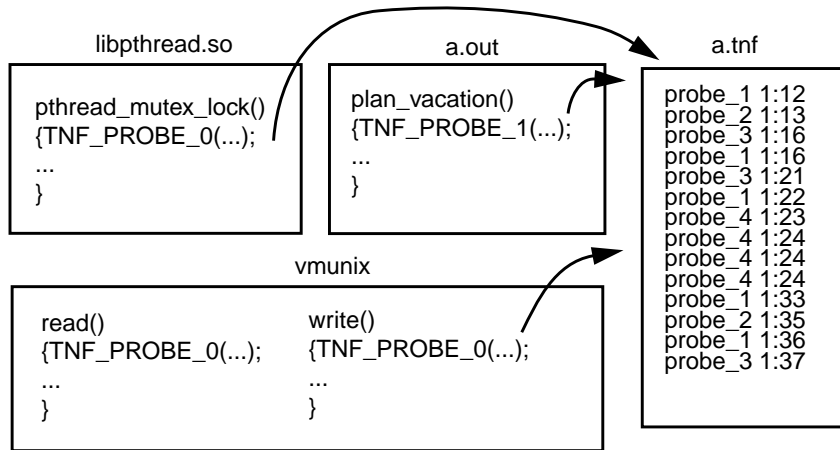 libpthread.so
pthread_mutex_lock()
{TNF_PROBE_0(...);
...
}
a.out
plan_vacation()
{TNF_PROBE_1(...);
...
}
a.tnf
probe_1 1:12
probe_2 1:13
probe_3 1:16
probe_1 1:16
probe_3 1:21
probe_1 1:22
probe_4 1:23
probe_4 1:24
probe_4 1:24
probe_4 1:24
probe_1 1:33
probe_2 1:35
probe_1 1:36
probe_3 1:37
vmunix
read()
{TNF_PROBE_0(...);
...
}
write()
{TNF_PROBE_0(...);
...
}